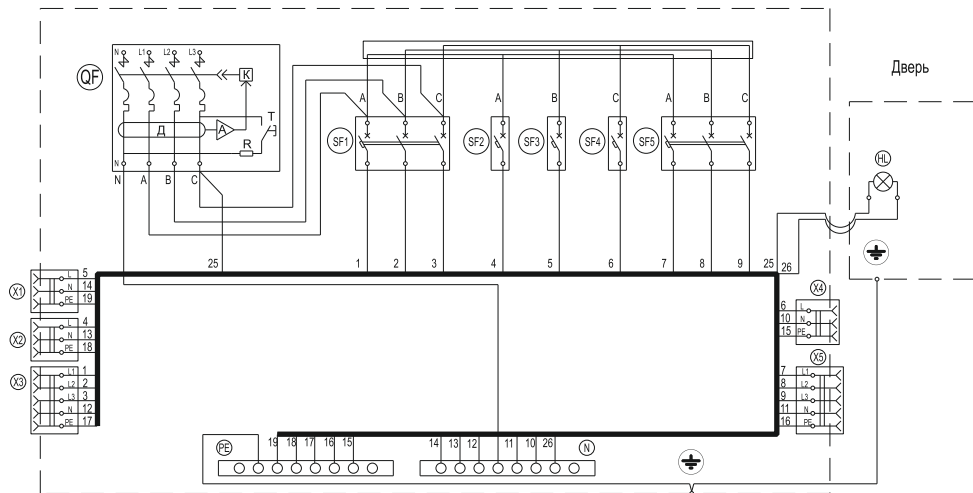 N L1 L2 L3
QF
К
Д
А
Т
R
N
N A B C
A B C A B C A B C
SF1
SF2
SF3
SF4
SF5
Дверь
HL
25 1 2 3 4 5 6 7 8 9 25 26
X1
L 5
N 14
PE 19
X2
L 4
N 13
PE 18
X3
L1 1
L2 2
L3 3
N 12
PE 17
X4
6 L
10 N
15 PE
X5
7 L1
8 L2
9 L3
11 N
16 PE
PE
19 18 17 16 15
14 13 12 11 10 26
N